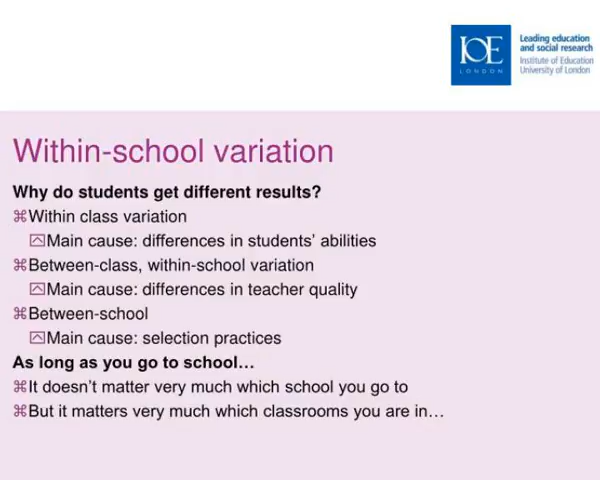 IOE
LONDON
Leading education
and social research
Institute of Education
University of London
Within-school variation
Why do students get different results?
⌘Within class variation
Main cause: differences in students’ abilities
⌘Between-class, within-school variation
Main cause: differences in teacher quality
⌘Between-school
Main cause: selection practices
As long as you go to school…
⌘It doesn’t matter very much which school you go to
⌘But it matters very much which classrooms you are in…